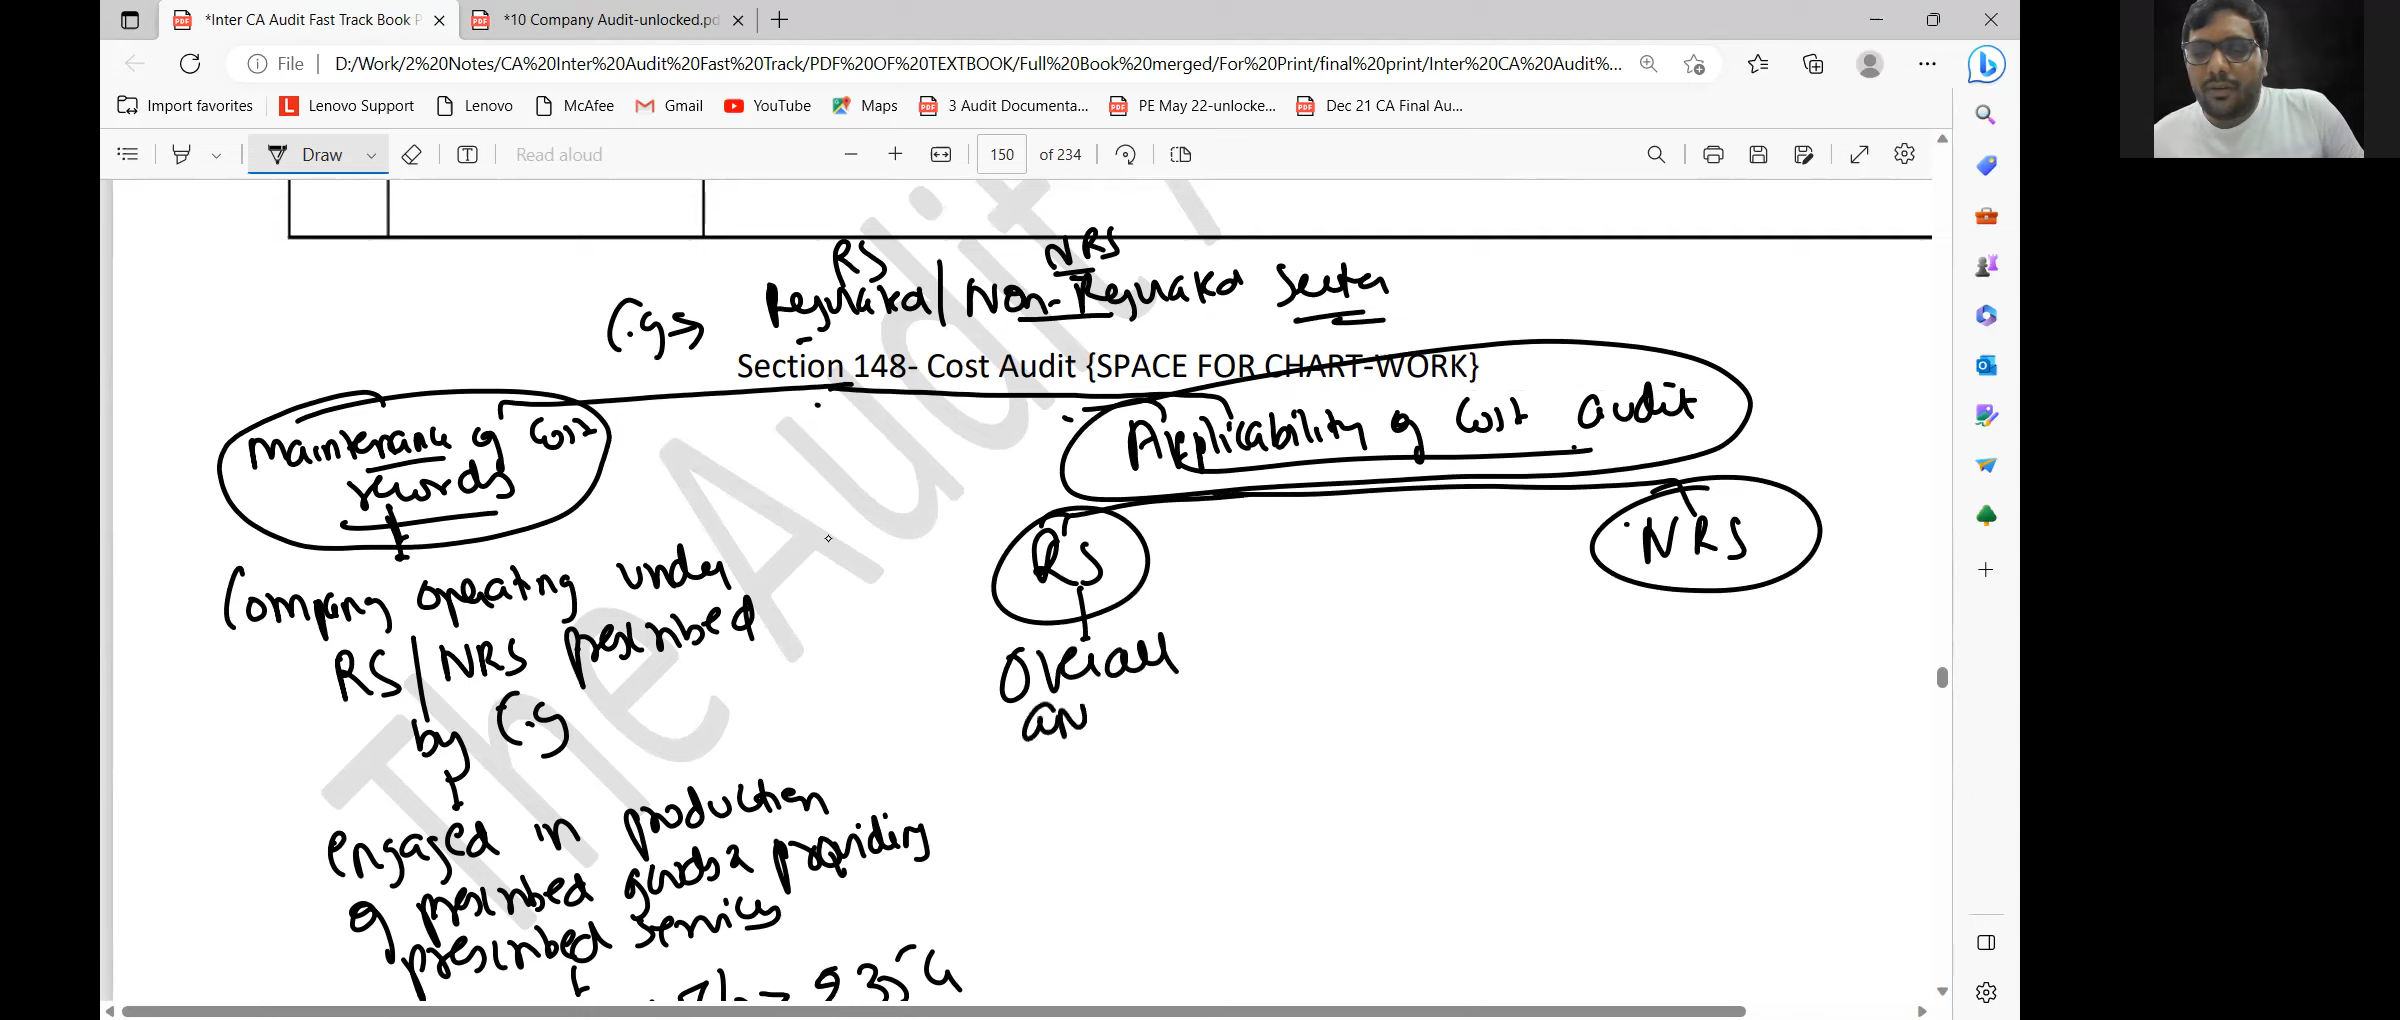 *Inter CA Audit Fast Track Book P
*10 Company Audit-unlocked.pd
File
D:/Work/2%20Notes/CA%20Inter%20Audit%20Fast%20Track/PDF%20OF%20TEXTBOOK/Full%20Book%20merged/For%20Print/final%20print/Inter%20CA%20Audit%...
Import favorites
Lenovo Support
Lenovo
McAfee
Gmail
YouTube
Maps
3 Audit Documenta...
PE May 22-unlocke...
Dec 21 CA Final Au...
Draw
Read aloud
150 of 234
RS NRS
C.G → Regulated/Non-Regulated Sector
Section 148- Cost Audit {SPACE FOR CHART-WORK}
Maintenance of Cost
records
Applicability of Cost audit
RS
NRS
Company operating under
RS/NRS prescribed
by C.G
Overall
an
engaged in production
of prescribed goods & providing
prescribed services
35 Cr
The Audit